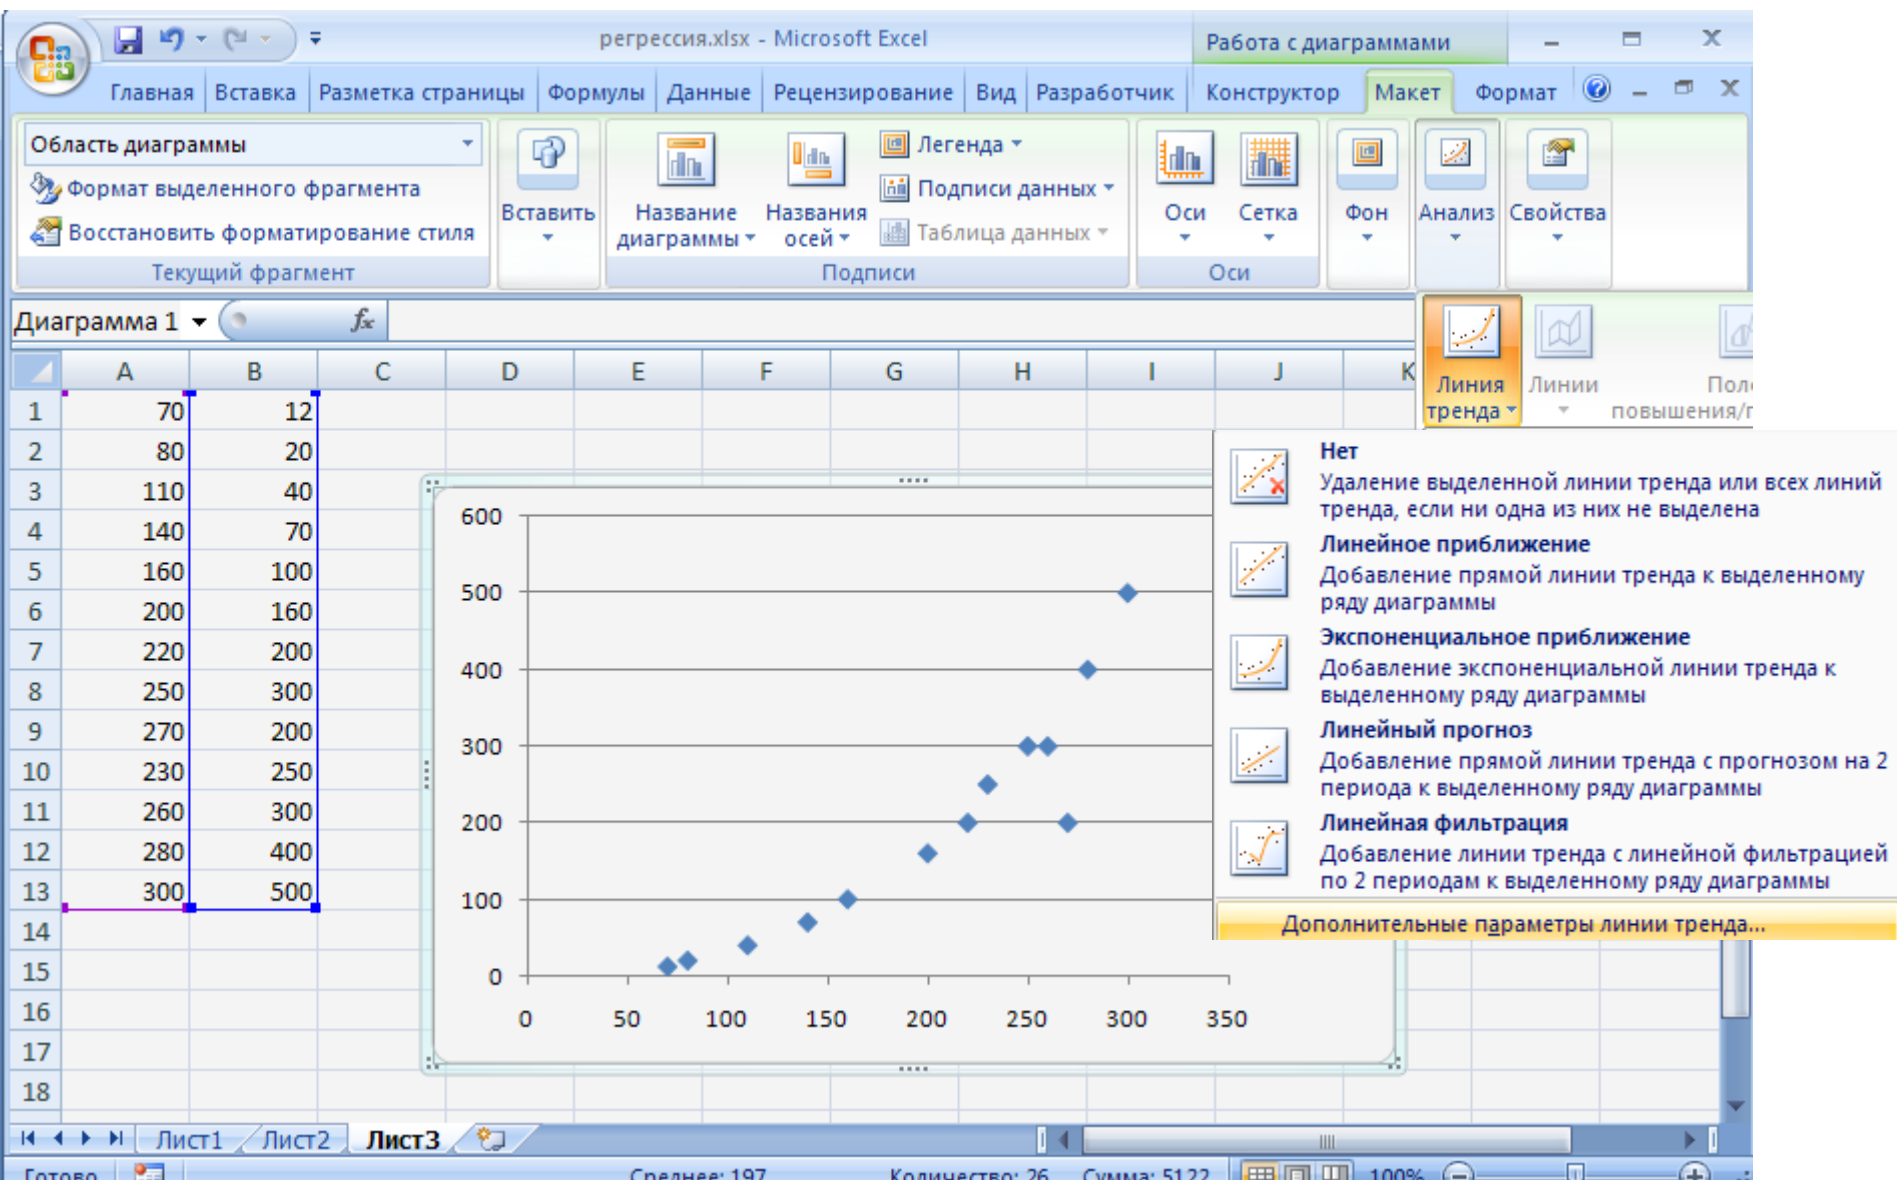 регрессия.xlsx - Microsoft Excel
Работа с диаграммами
Главная Вставка Разметка страницы Формулы Данные Рецензирование Вид Разработчик Конструктор Макет Формат
Область диаграммы
Формат выделенного фрагмента
Восстановить форматирование стиля
Текущий фрагмент
Вставить
Название
диаграммы
Названия
осей
Легенда
Подписи данных
Таблица данных
Подписи
Оси
Сетка
Оси
Фон
Анализ
Свойства
Диаграмма 1
fx
Линия
тренда
Линии
повышения/
A B C D E F G H I J K
1 70 12
2 80 20
3 110 40
4 140 70
5 160 100
6 200 160
7 220 200
8 250 300
9 270 200
10 230 250
11 260 300
12 280 400
13 300 500
14
15
16
17
18
600
500
400
300
200
100
0
0 50 100 150 200 250 300 350
Нет
Удаление выделенной линии тренда или всех линий
тренда, если ни одна из них не выделена
Линейное приближение
Добавление прямой линии тренда к выделенному
ряду диаграммы
Экспоненциальное приближение
Добавление экспоненциальной линии тренда к
выделенному ряду диаграммы
Линейный прогноз
Добавление прямой линии тренда с прогнозом на 2
периода к выделенному ряду диаграммы
Линейная фильтрация
Добавление линии тренда с линейной фильтрацией
по 2 периодам к выделенному ряду диаграммы
Дополнительные параметры линии тренда...
Лист1 Лист2 Лист3
Готово Среднее: 197 Количество: 26 Сумма: 5122 100%